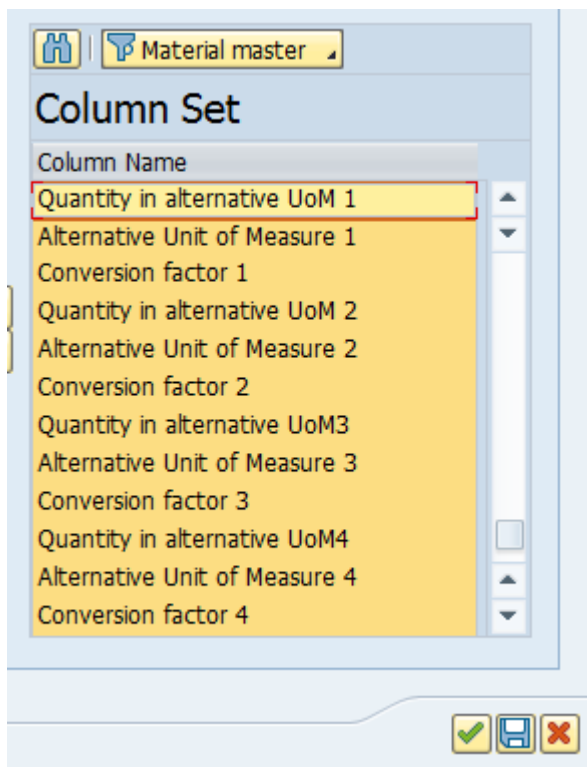 Material master
Column Set
Column Name
Quantity in alternative UoM 1
Alternative Unit of Measure 1
Conversion factor 1
Quantity in alternative UoM 2
Alternative Unit of Measure 2
Conversion factor 2
Quantity in alternative UoM3
Alternative Unit of Measure 3
Conversion factor 3
Quantity in alternative UoM4
Alternative Unit of Measure 4
Conversion factor 4